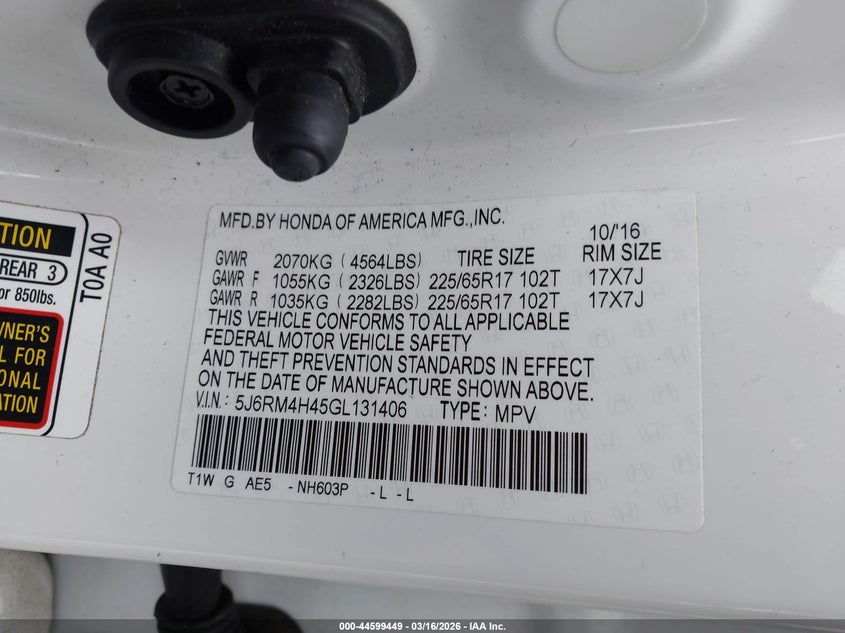 TION
REAR 3
or 850lbs.
T0A A0
WNER'S
L FOR
ONAL
ATION
MFD.BY HONDA OF AMERICA MFG.,INC.
10/'16
GVWR 2070KG (4564LBS) TIRE SIZE RIM SIZE
GAWR F 1055KG (2326LBS) 225/65R17 102T 17X7J
GAWR R 1035KG (2282LBS) 225/65R17 102T 17X7J
THIS VEHICLE CONFORMS TO ALL APPLICABLE
FEDERAL MOTOR VEHICLE SAFETY
AND THEFT PREVENTION STANDARDS IN EFFECT
ON THE DATE OF MANUFACTURE SHOWN ABOVE.
V.I.N.: 5J6RM4H45GL131406 TYPE: MPV
T1W G AE5 -NH603P -L -L
000-44599449 - 03/16/2026 - IAA Inc.